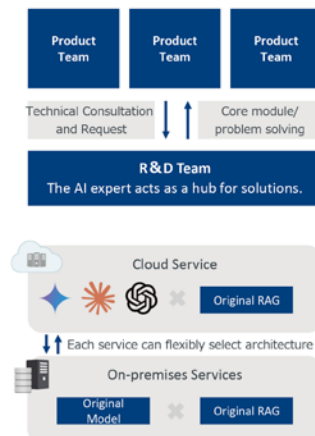 Product Team
Product Team
Product Team
Technical Consultation and Request
Core module/ problem solving
R&D Team
The AI expert acts as a hub for solutions.
Cloud Service
Original RAG
Each service can flexibly select architecture
On-premises Services
Original Model
Original RAG